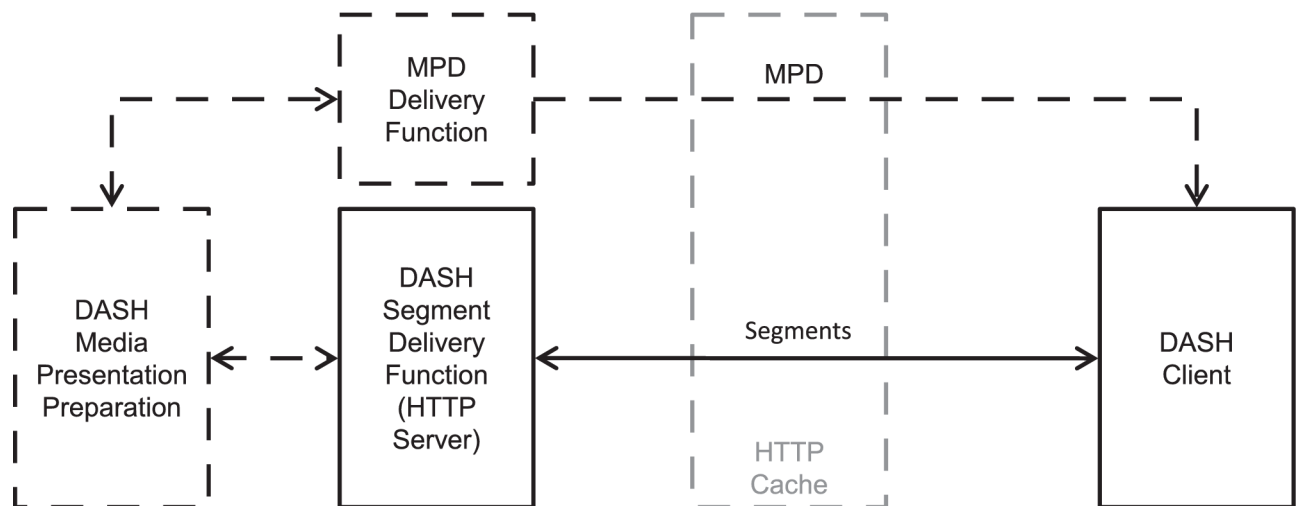 MPD
Delivery
Function
MPD
DASH
Media
Presentation
Preparation
DASH
Segment
Delivery
Function
(HTTP
Server)
Segments
HTTP
Cache
DASH
Client